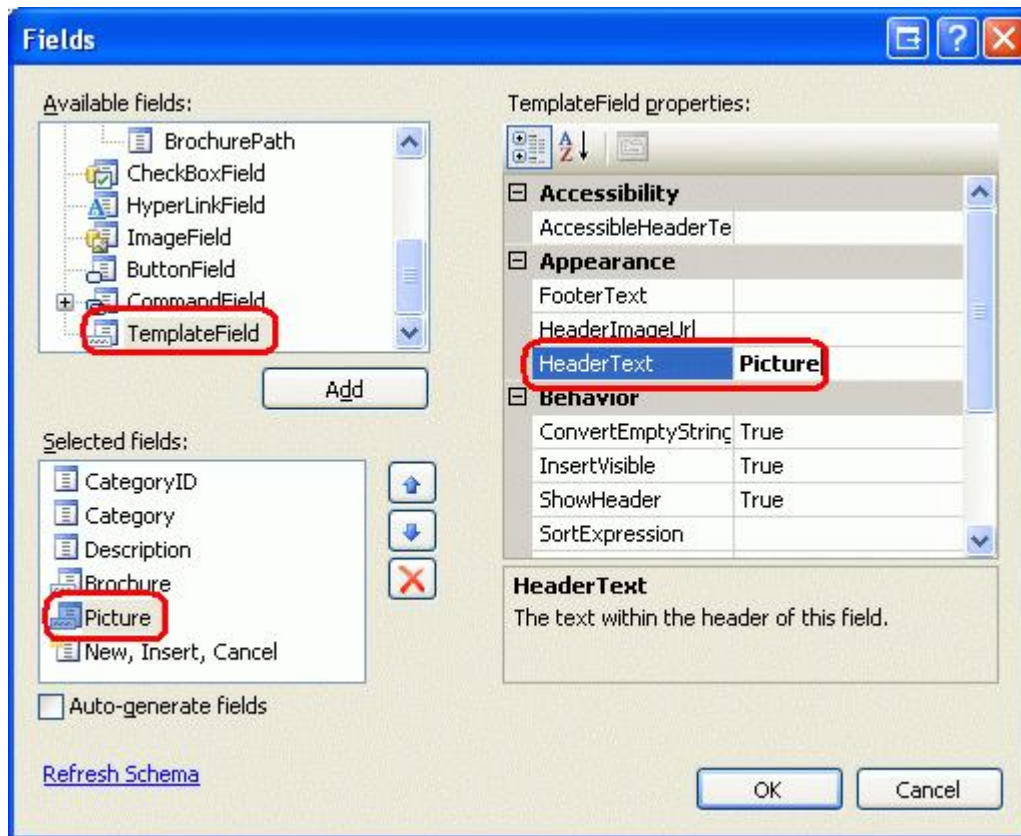 Fields
Available fields:
BrochurePath
CheckBoxField
HyperLinkField
ImageField
ButtonField
CommandField
TemplateField
Add
Selected fields:
CategoryID
Category
Description
Brochure
Picture
New, Insert, Cancel
Auto-generate fields
Refresh Schema
TemplateField properties:
Accessibility
AccessibleHeaderTe
Appearance
FooterText
HeaderImageUrl
HeaderText Picture
Behavior
ConvertEmptyString True
InsertVisible True
ShowHeader True
SortExpression
HeaderText
The text within the header of this field.
OK Cancel